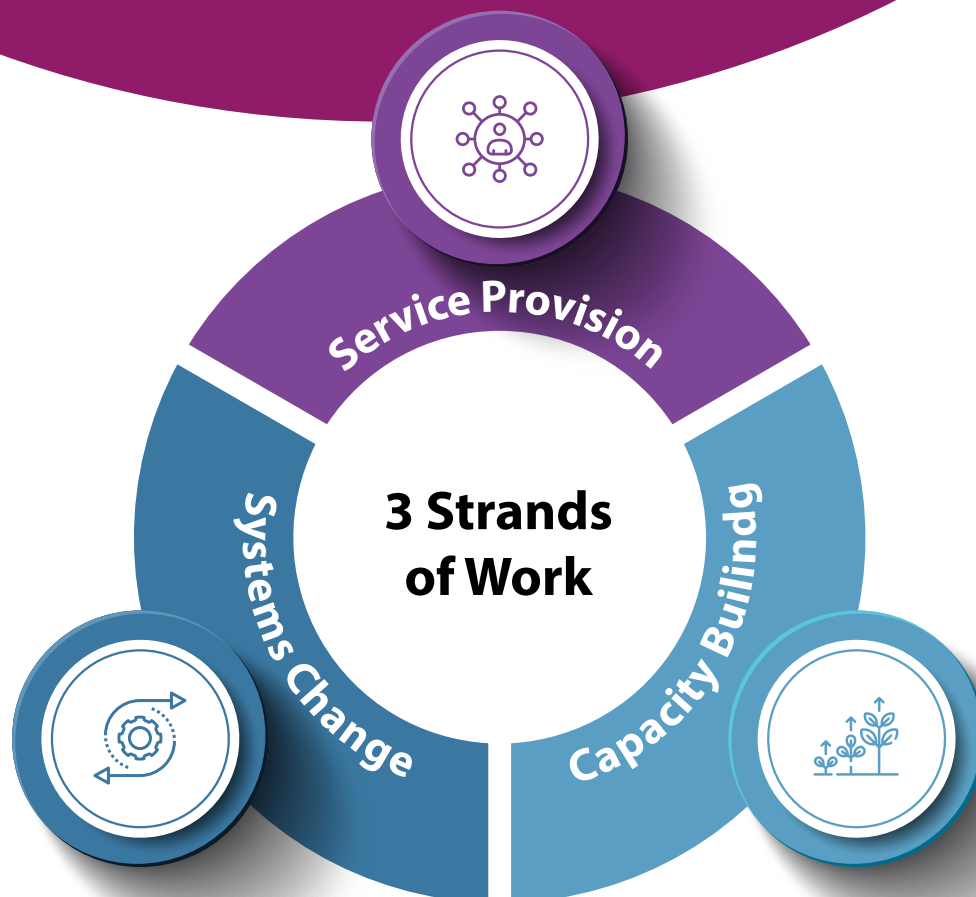 Service Provision
Systems Change
3 Strands
of Work
Capacity Builindg